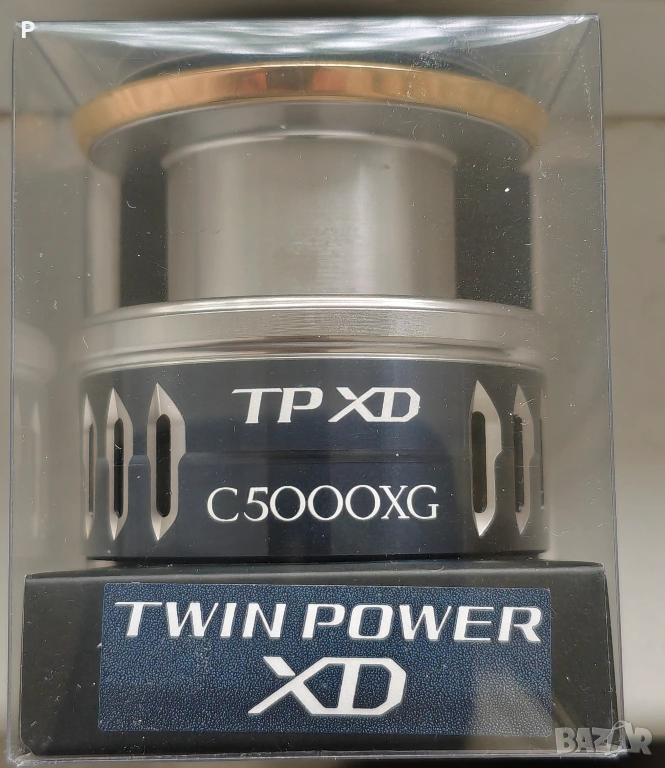 P
TP XD
C5000XG
TWIN POWER
XD
BAZAR